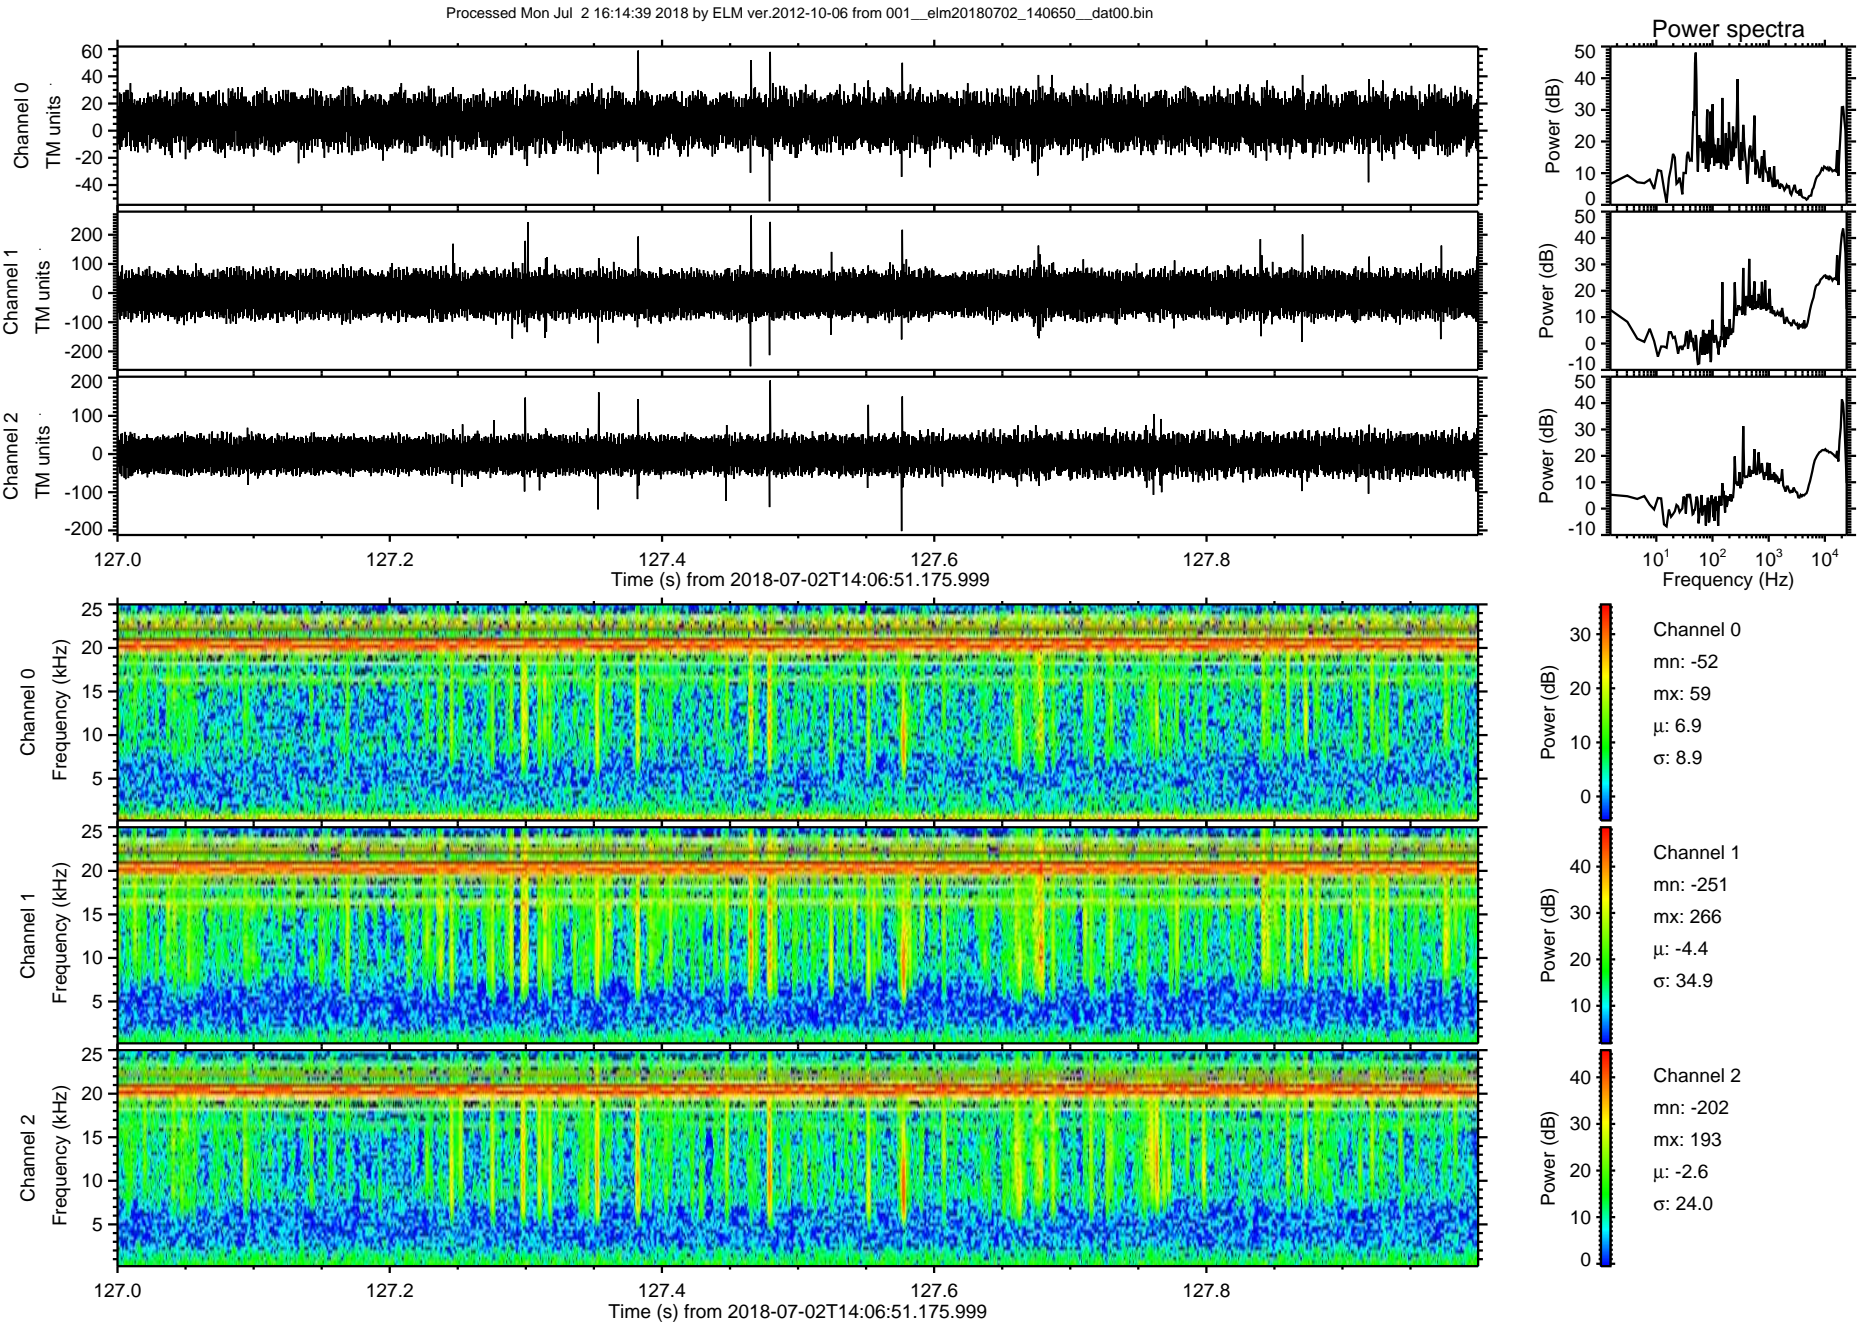 Processed Mon Jul  2 16:14:39 2018 by ELM ver.2012-10-06 from 001__elm20180702_140650__dat00.bin
Power spectra
Channel 0
TM units
60
40
20
0
-20
-40
Power (dB)
50
40
30
20
10
0
Channel 1
TM units
200
100
0
-100
-200
Power (dB)
50
40
30
20
10
0
-10
Channel 2
TM units
200
100
0
-100
-200
Power (dB)
50
40
30
20
10
0
-10
127.0 127.2 127.4 127.6 127.8
Time (s) from 2018-07-02T14:06:51.175.999
10¹ 10² 10³ 10⁴
Frequency (Hz)
Channel 0
Frequency (kHz)
25
20
15
10
5
Power (dB)
30
20
10
0
Channel 0
mn: -52
mx: 59
μ: 6.9
σ: 8.9
Channel 1
Frequency (kHz)
25
20
15
10
5
Power (dB)
40
30
20
10
Channel 1
mn: -251
mx: 266
μ: -4.4
σ: 34.9
Channel 2
Frequency (kHz)
25
20
15
10
5
Power (dB)
40
30
20
10
0
Channel 2
mn: -202
mx: 193
μ: -2.6
σ: 24.0
127.0 127.2 127.4 127.6 127.8
Time (s) from 2018-07-02T14:06:51.175.999